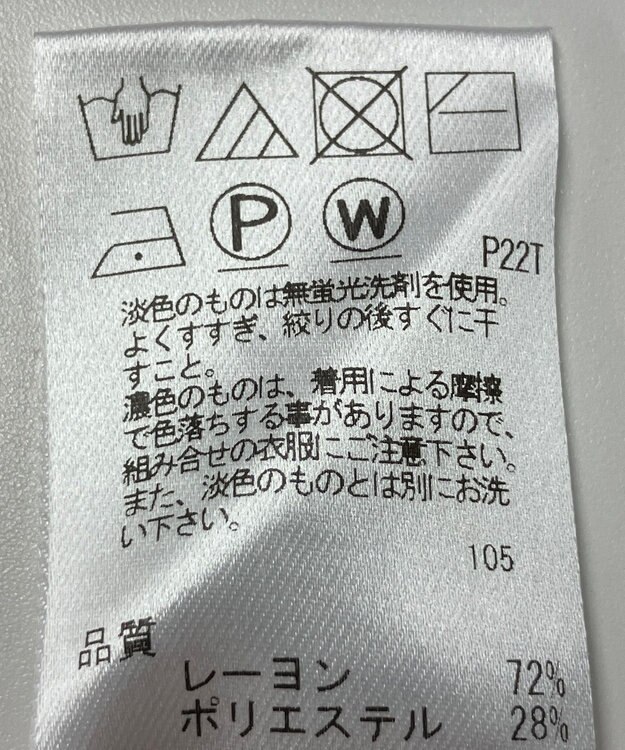 P
W
P22T
淡色のものは無蛍光洗剤を使用。
よくすすぎ、絞りの後すぐに干
すこと。
濃色のものは、着用による摩擦
で色落ちする事がありますので、
組み合せの衣服にご注意下さい。
また、淡色のものとは別にお洗
い下さい。
105
品質
レーヨン 72%
ポリエステル 28%